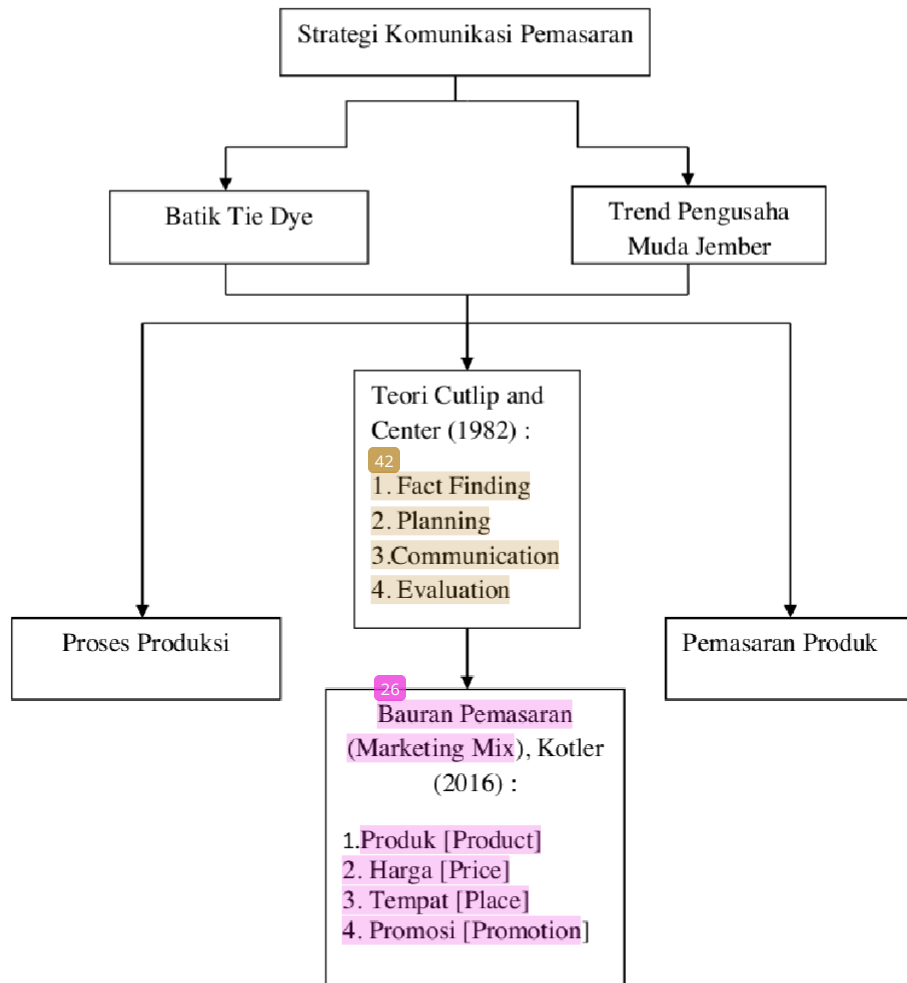 Strategi Komunikasi Pemasaran
Batik Tie Dye
Trend Pengusaha
Muda Jember
Teori Cutlip and
Center (1982) :
42
1. Fact Finding
2. Planning
3.Communication
4. Evaluation
Proses Produksi
Pemasaran Produk
26
Bauran Pemasaran
(Marketing Mix), Kotler
(2016) :
1.Produk [Product]
2. Harga [Price]
3. Tempat [Place]
4. Promosi [Promotion]